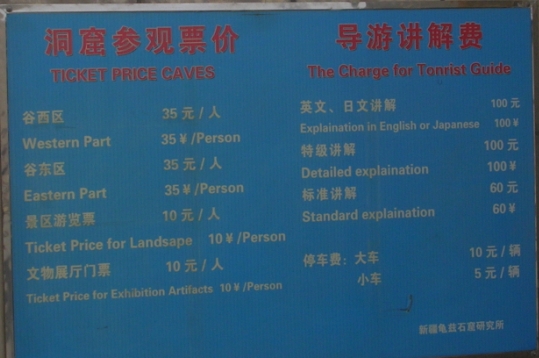 洞窟参观票价
TICKET PRICE CAVES
谷西区 35元/人
Western Part 35¥/Person
谷东区 35元/人
Eastern Part 35¥/Person
景区游览票 10元/人
Ticket Price for Landsape 10¥/Person
文物展厅门票 10元/人
Ticket Price for Exhibition Artifacts 10¥/Person
导游讲解费
The Charge for Tonrist Guide
英文、日文讲解 100元
Explaination in English or Japanese 100¥
特级讲解 100元
Detailed explaination 100¥
标准讲解 60元
Standard explaination 60¥
停车费：大车 10元/辆
小车 5元/辆
新疆龟兹石窟研究所